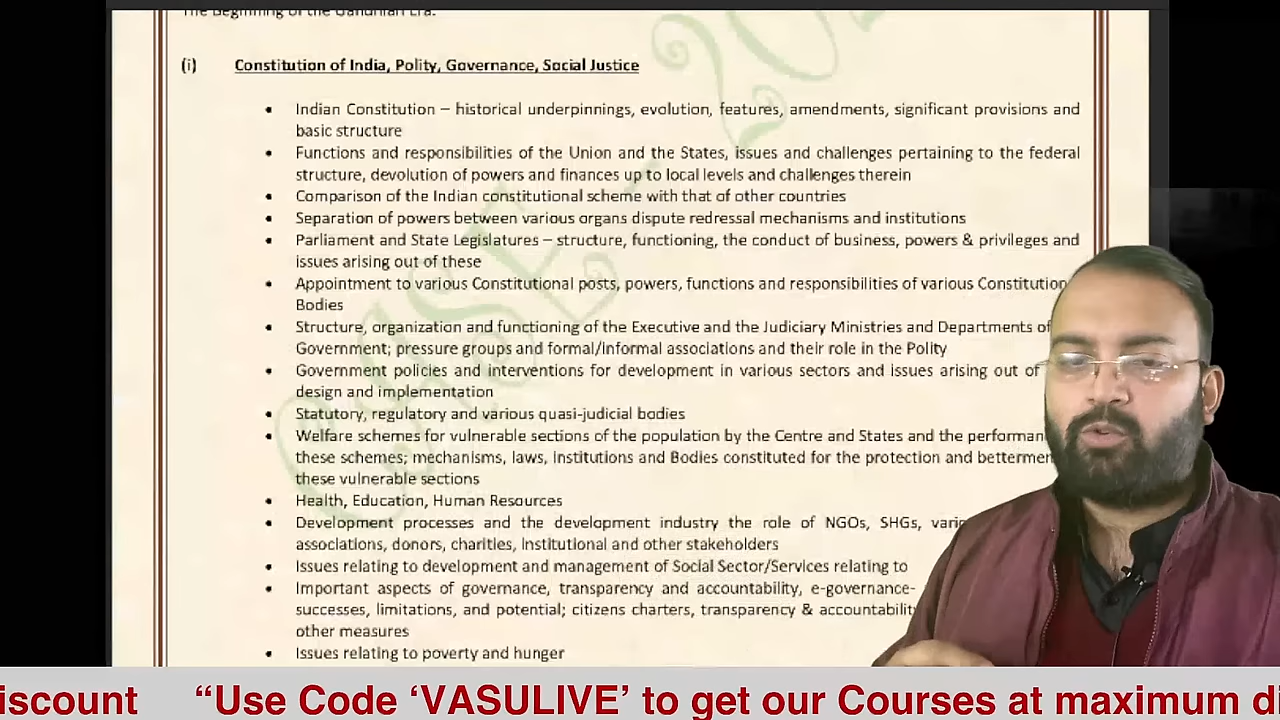 The Beginning of the Gandhian Era.
(i) Constitution of India, Polity, Governance, Social Justice
• Indian Constitution – historical underpinnings, evolution, features, amendments, significant provisions and
basic structure
• Functions and responsibilities of the Union and the States, issues and challenges pertaining to the federal
structure, devolution of powers and finances up to local levels and challenges therein
• Comparison of the Indian constitutional scheme with that of other countries
• Separation of powers between various organs dispute redressal mechanisms and institutions
• Parliament and State Legislatures – structure, functioning, the conduct of business, powers & privileges and
issues arising out of these
• Appointment to various Constitutional posts, powers, functions and responsibilities of various Constitution
Bodies
• Structure, organization and functioning of the Executive and the Judiciary Ministries and Departments of
Government; pressure groups and formal/informal associations and their role in the Polity
• Government policies and interventions for development in various sectors and issues arising out of
design and implementation
• Statutory, regulatory and various quasi-judicial bodies
• Welfare schemes for vulnerable sections of the population by the Centre and States and the
these schemes; mechanisms, laws, Institutions and Bodies constituted for the protection and
these vulnerable sections
• Health, Education, Human Resources
• Development processes and the development industry the role of NGOs, SHGs,
associations, donors, charities, Institutional and other stakeholders
• Issues relating to development and management of Social Sector/Services relating to
• Important aspects of governance, transparency and accountability, e-governance-
successes, limitations, and potential; citizens charters, transparency &
other measures
• Issues relating to poverty and hunger
“Use Code ‘VASULIVE’ to get our Courses at maximum